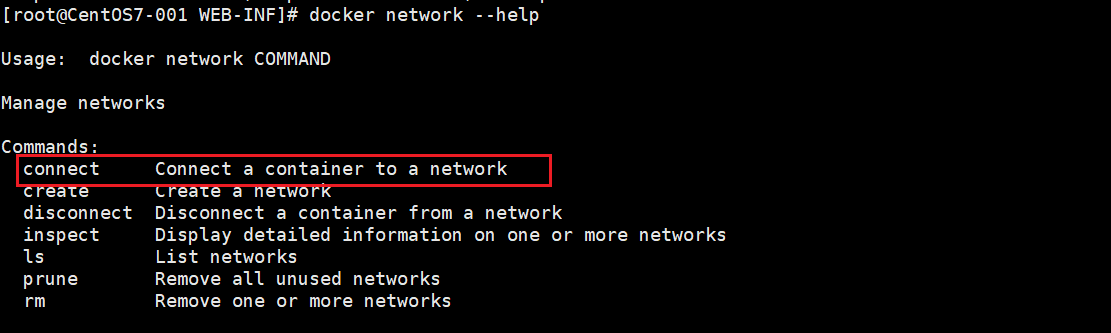 [root@CentOS7-001 WEB-INF]# docker network --help
Usage:  docker network COMMAND
Manage networks
Commands:
  connect     Connect a container to a network
  create      Create a network
  disconnect  Disconnect a container from a network
  inspect     Display detailed information on one or more networks
  ls          List networks
  prune       Remove all unused networks
  rm          Remove one or more networks